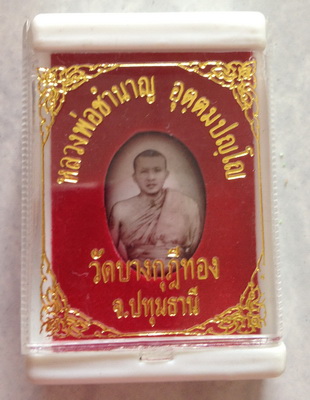 หลวงพ่อชำนาญ อุตฺตมปญฺโญ
วัดบางกุฎีทอง
จ.ปทุมธานี